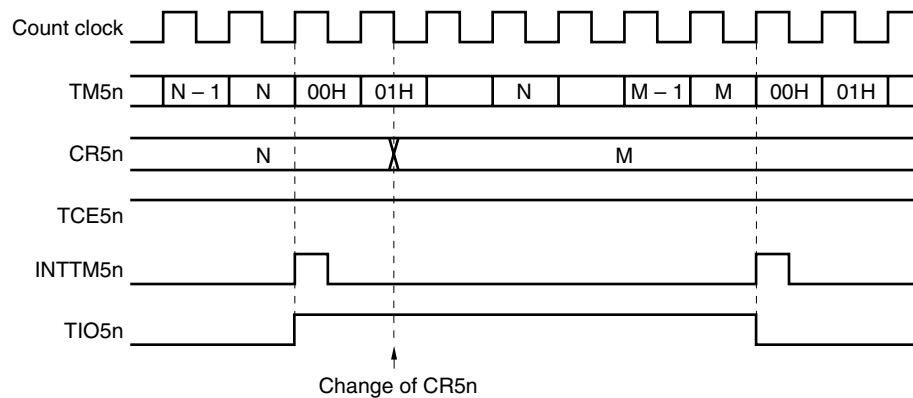 Count clock
TM5n N – 1 N 00H 01H N M – 1 M 00H 01H
CR5n N M
TCE5n
INTTM5n
TIO5n
Change of CR5n